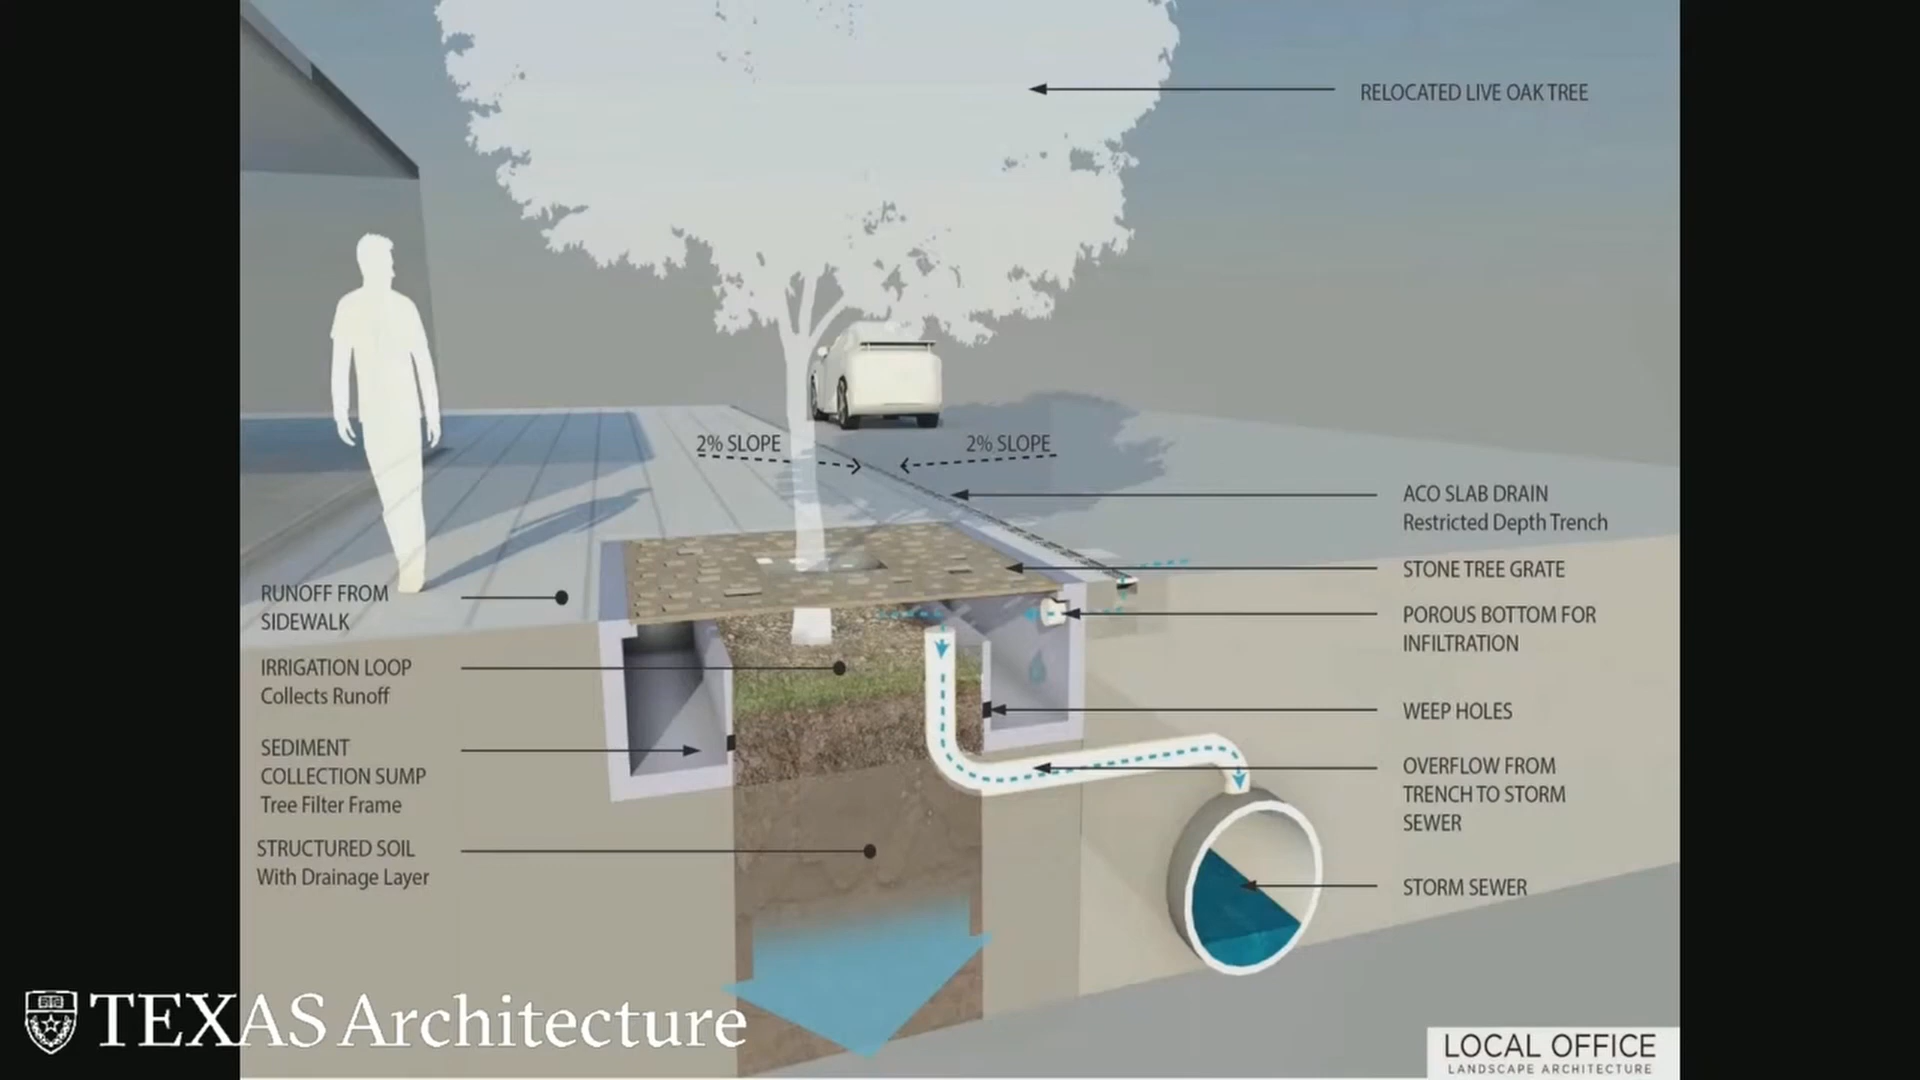 RELOCATED LIVE OAK TREE
2% SLOPE
2% SLOPE
ACO SLAB DRAIN
Restricted Depth Trench
STONE TREE GRATE
POROUS BOTTOM FOR
INFILTRATION
WEEP HOLES
OVERFLOW FROM
TRENCH TO STORM
SEWER
STORM SEWER
RUNOFF FROM
SIDEWALK
IRRIGATION LOOP
Collects Runoff
SEDIMENT
COLLECTION SUMP
Tree Filter Frame
STRUCTURED SOIL
With Drainage Layer
TEXAS Architecture
LOCAL OFFICE
LANDSCAPE ARCHITECTURE